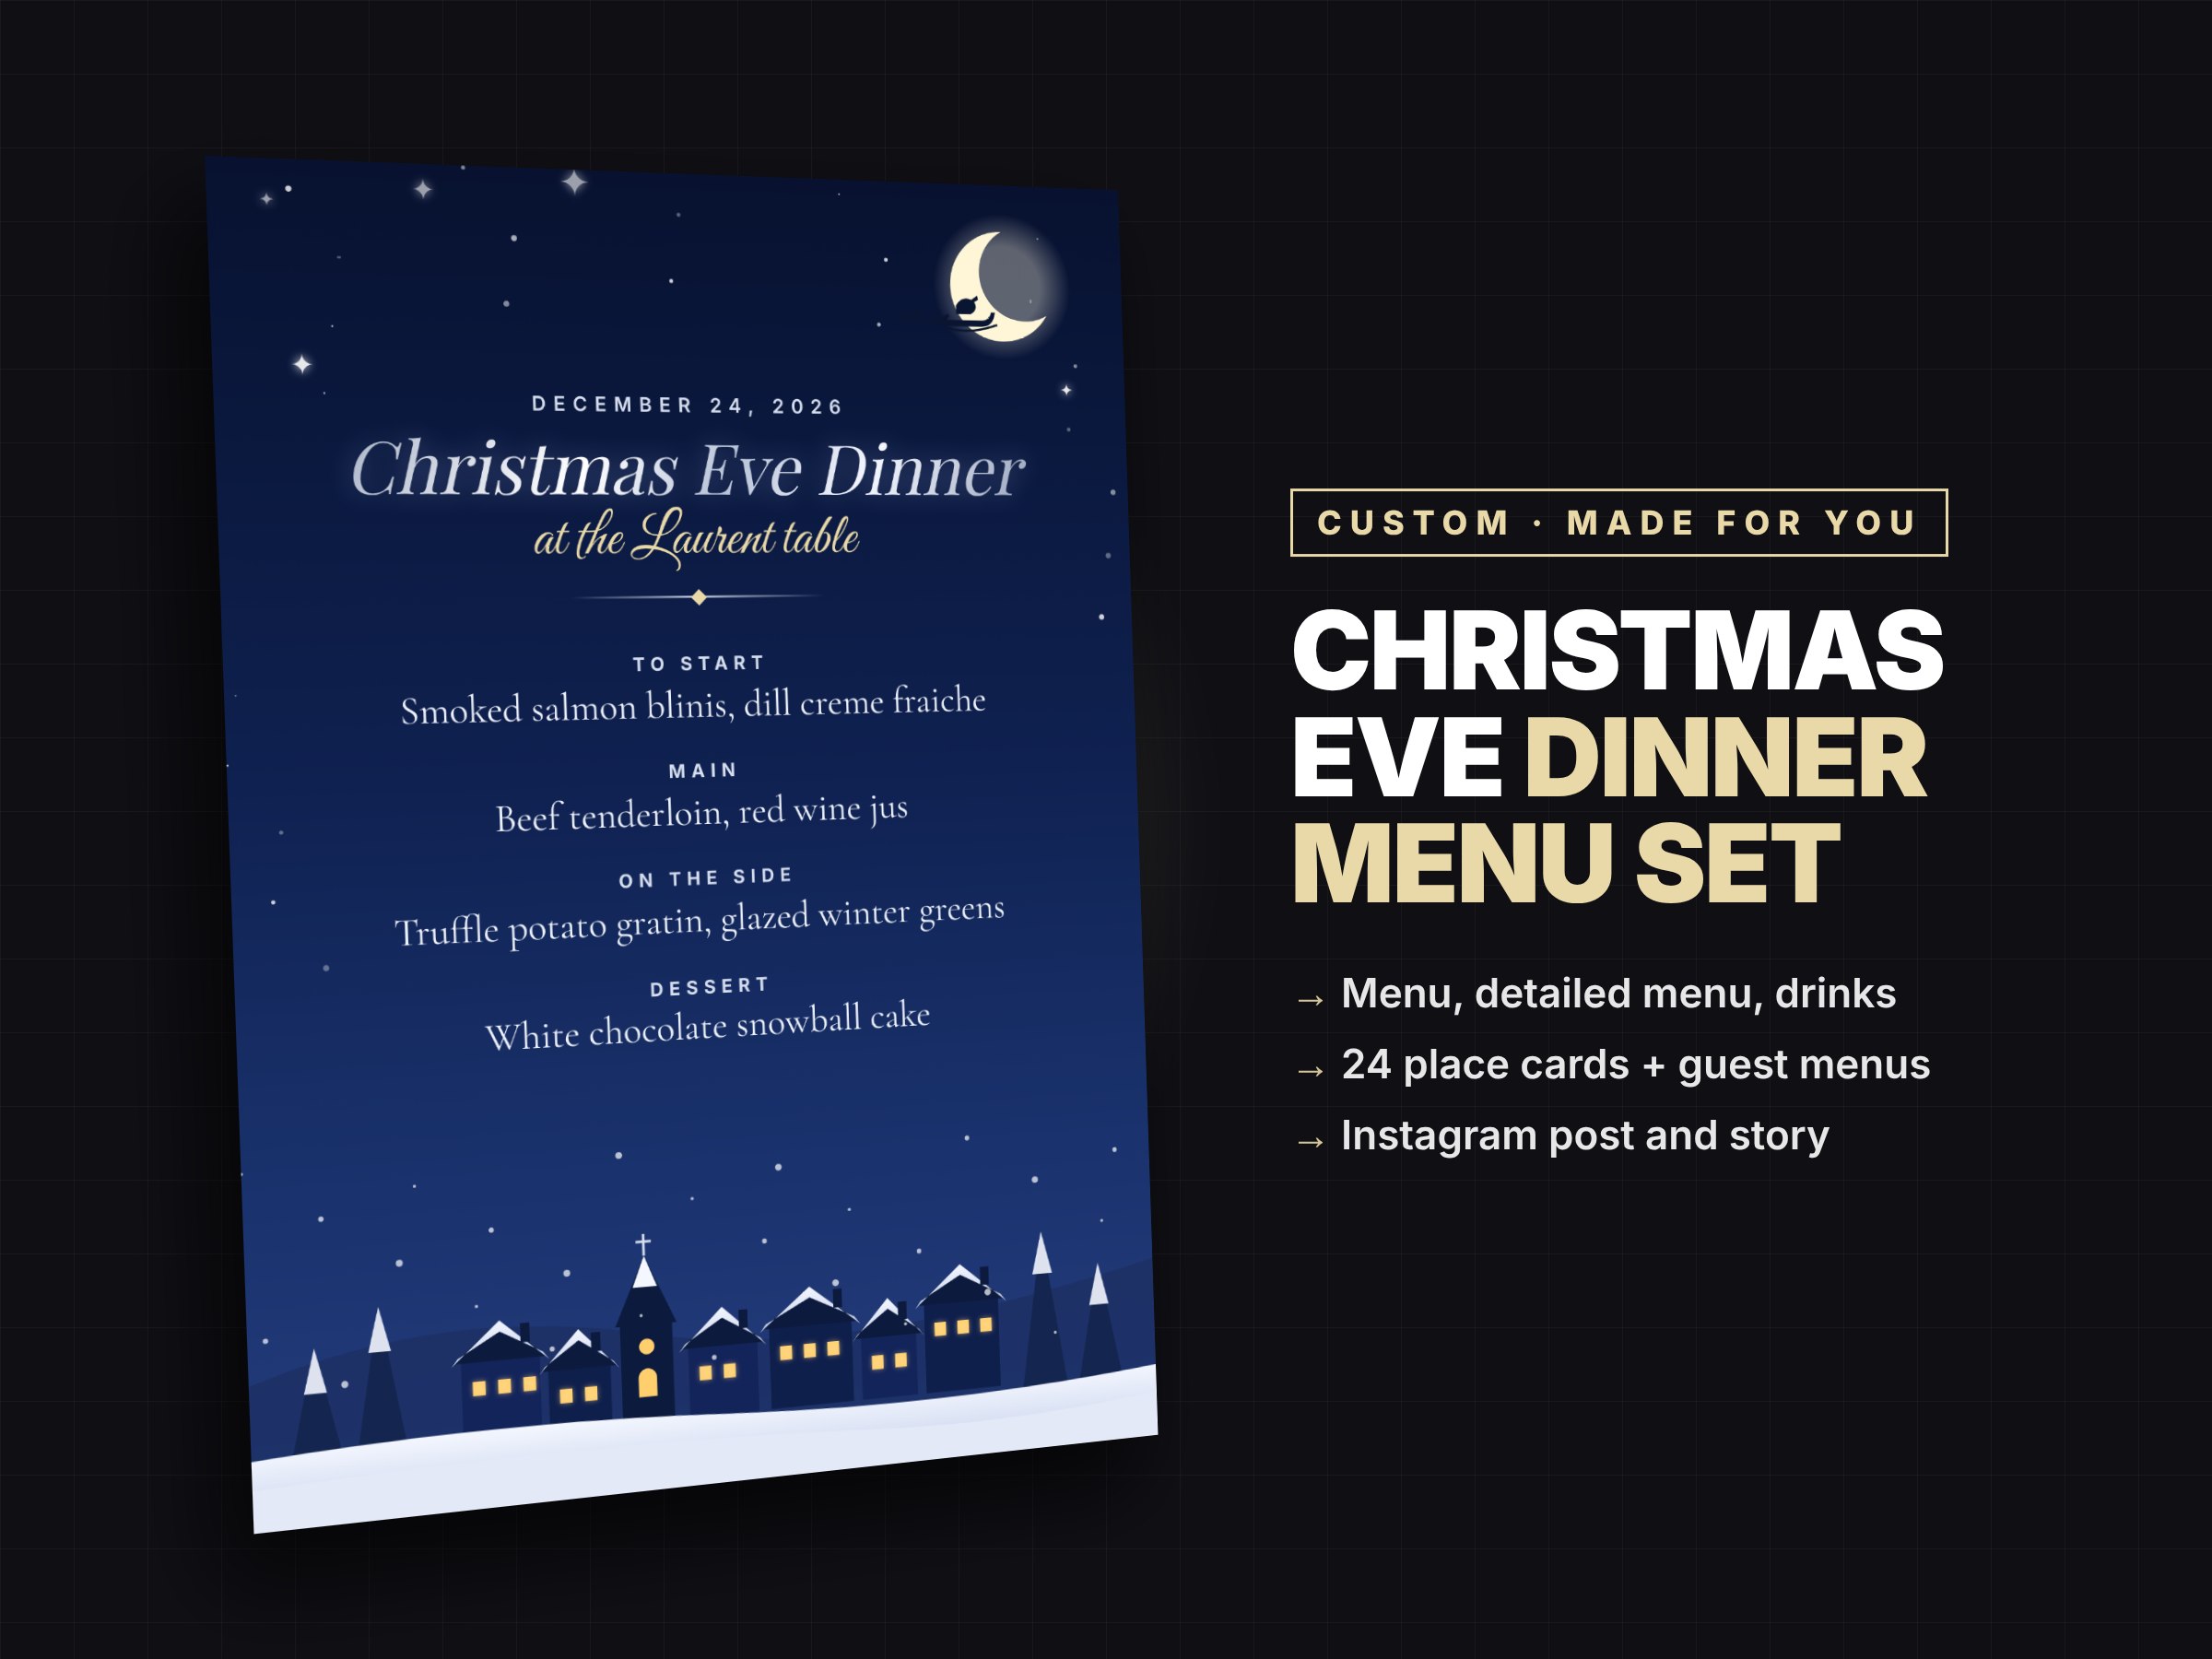 DECEMBER 24, 2026
Christmas Eve Dinner
at the Laurent table
TO START
Smoked salmon blinis, dill creme fraiche
MAIN
Beef tenderloin, red wine jus
ON THE SIDE
Truffle potato gratin, glazed winter greens
DESSERT
White chocolate snowball cake
CUSTOM · MADE FOR YOU
CHRISTMAS
EVE DINNER
MENU SET
→ Menu, detailed menu, drinks
→ 24 place cards + guest menus
→ Instagram post and story